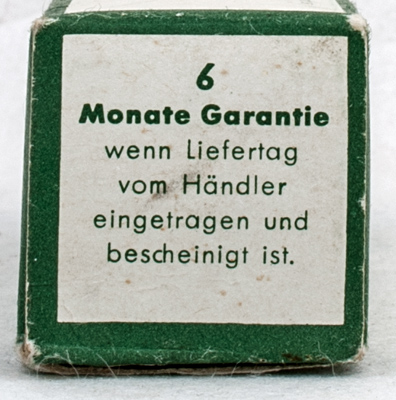 6
Monate Garantie
wenn Liefertag
vom Händler
eingetragen und
bescheinigt ist.